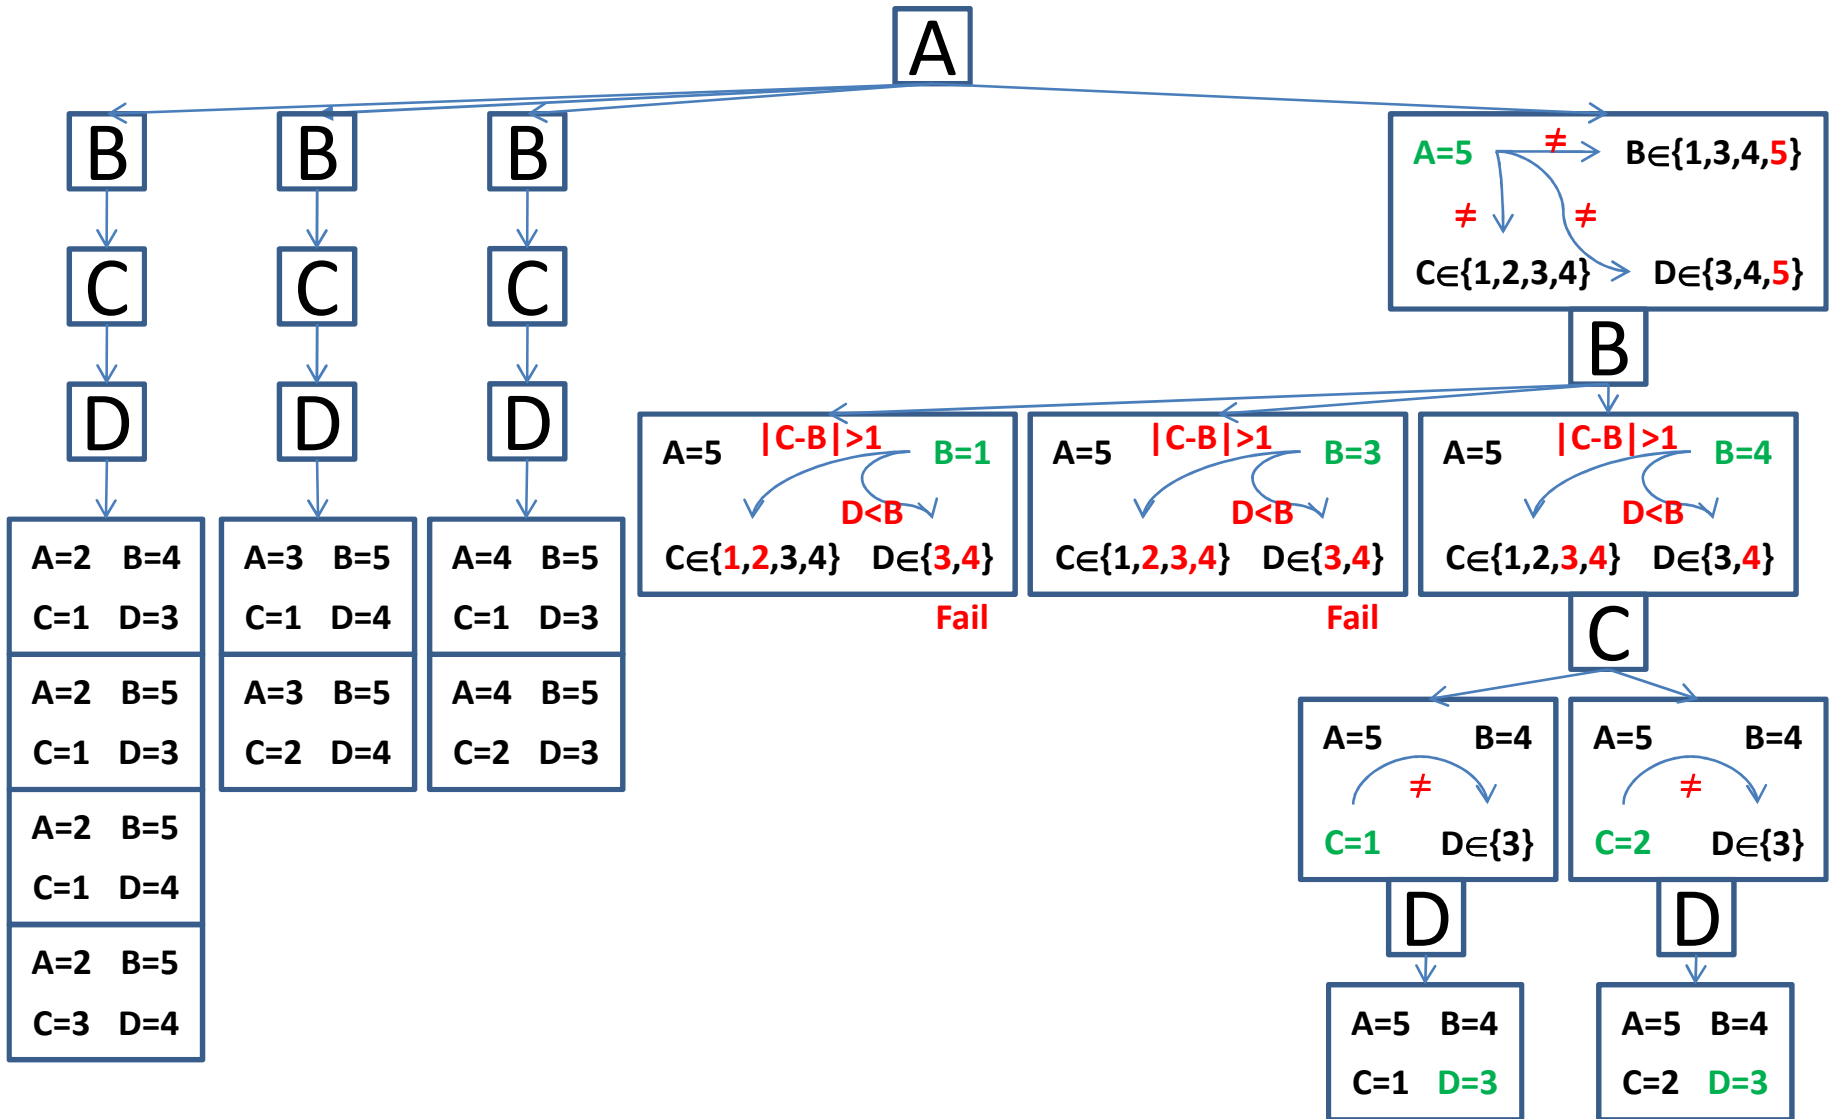 A
B B B
A=5 ≠ B∈{1,3,4,5}
≠ ≠
C∈{1,2,3,4} D∈{3,4,5}
C C C
B
D D D
|C-B|>1 |C-B|>1 |C-B|>1
A=5 B=1 A=5 B=3 A=5 B=4
D<B D<B D<B
C∈{1,2,3,4} D∈{3,4} C∈{1,2,3,4} D∈{3,4} C∈{1,2,3,4} D∈{3,4}
Fail Fail
A=2 B=4 A=3 B=5 A=4 B=5
C=1 D=3 C=1 D=4 C=1 D=3
C
A=2 B=5 A=3 B=5 A=4 B=5
C=1 D=3 C=2 D=4 C=2 D=3
A=5 B=4 A=5 B=4
≠ ≠
C=1 D∈{3} C=2 D∈{3}
A=2 B=5
C=1 D=4
D D
A=2 B=5
C=3 D=4
A=5 B=4 A=5 B=4
C=1 D=3 C=2 D=3